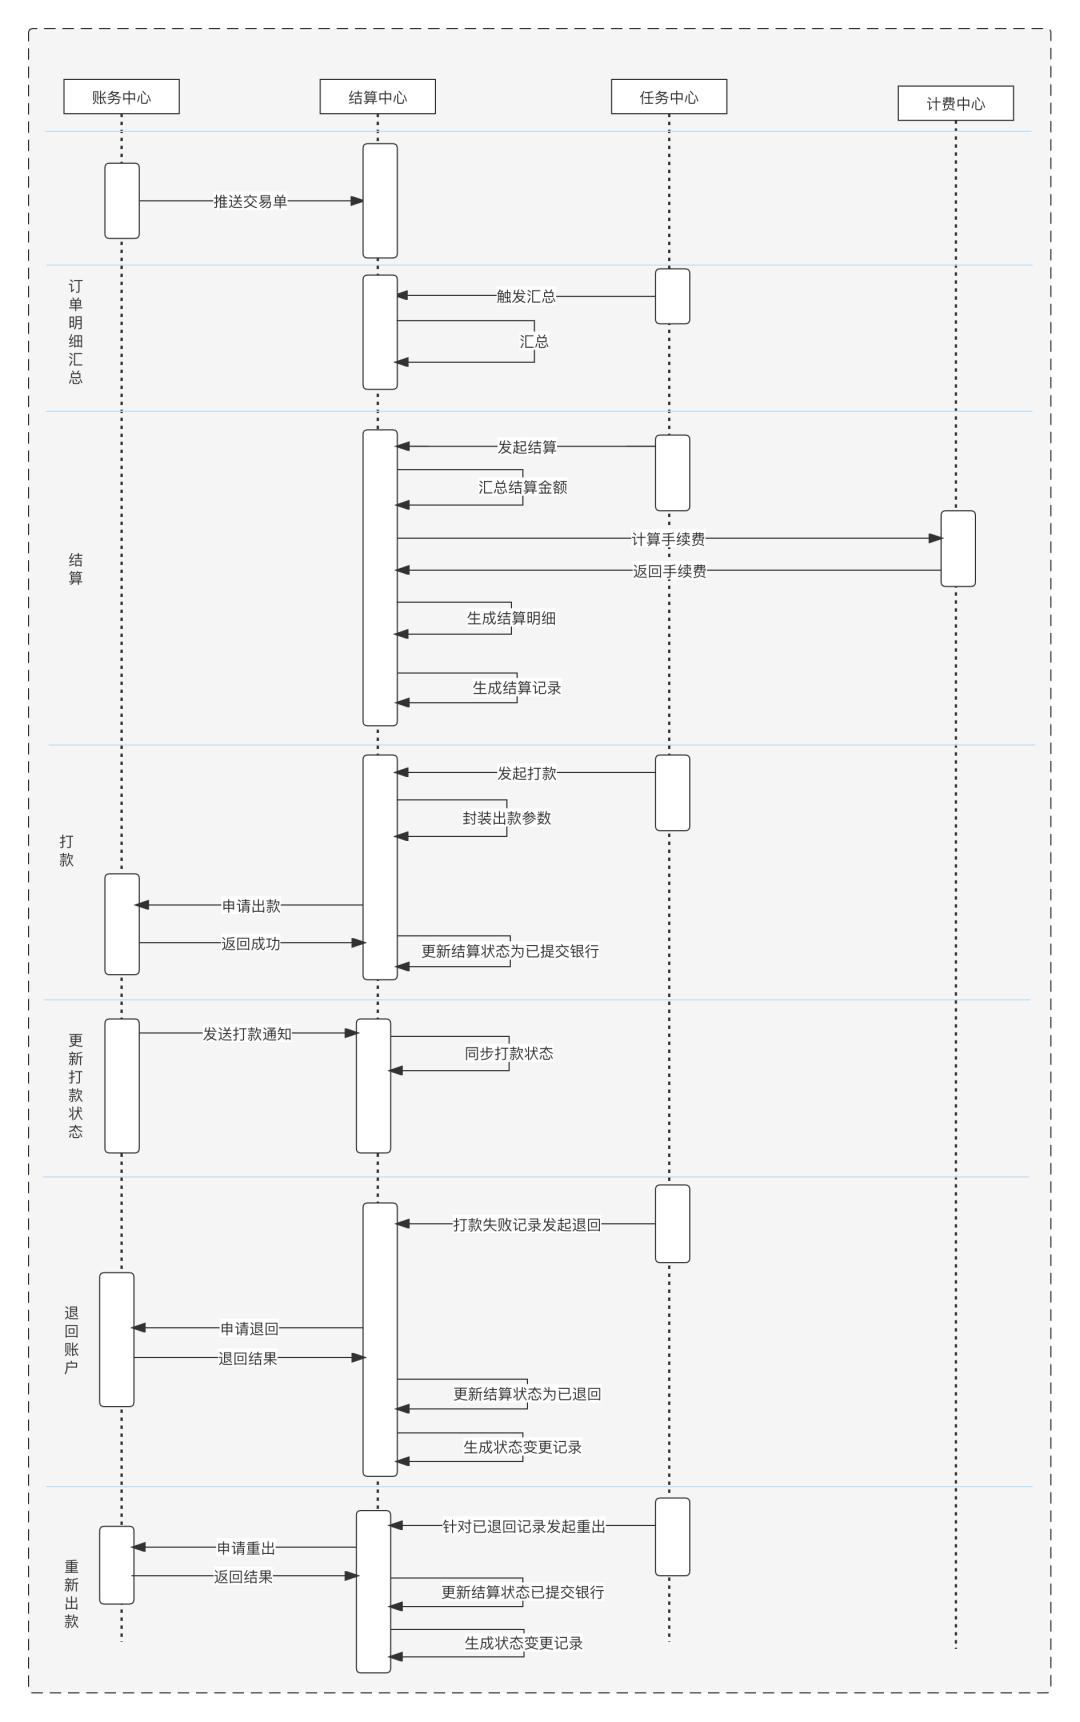 账务中心
结算中心
任务中心
计费中心
推送交易单
订单明细汇总
触发汇总
汇总
结算
发起结算
汇总结算金额
计算手续费
返回手续费
生成结算明细
生成结算记录
打款
发起打款
封装出款参数
申请出款
返回成功
更新结算状态为已提交银行
更新打款状态
发送打款通知
同步打款状态
退回账户
打款失败记录发起退回
申请退回
退回结果
更新结算状态为已退回
生成状态变更记录
重新出款
针对已退回记录发起重出
申请重出
返回结果
更新结算状态已提交银行
生成状态变更记录